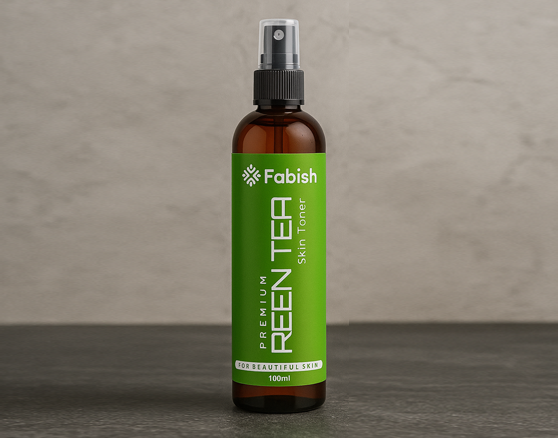 Fabish
PREMIUM
REEN TEA
Skin Toner
FOR BEAUTIFUL SKIN
100ml